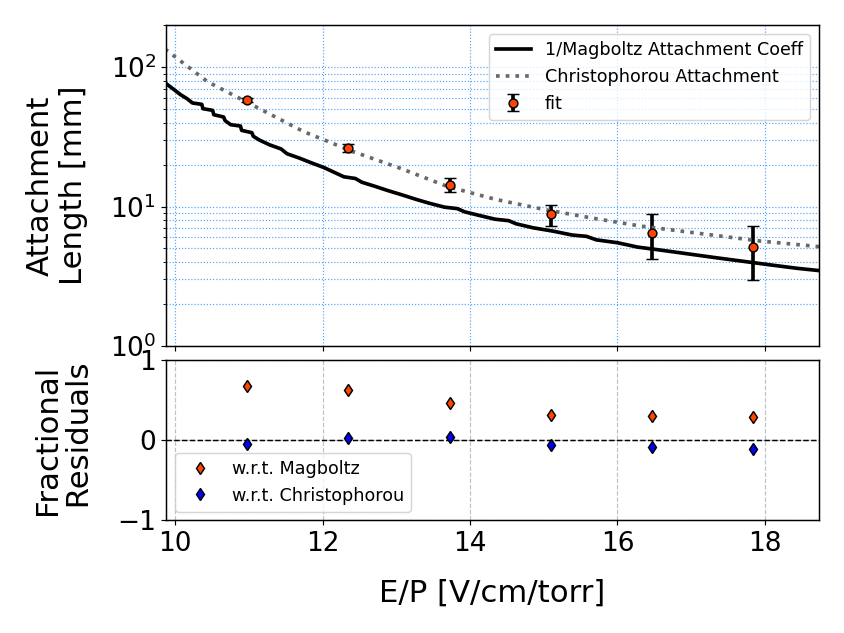 Attachment
Length [mm]
10²
10¹
10⁰
1/Magboltz Attachment Coeff
Christophorou Attachment
fit
Fractional
Residuals
1
0
−1
w.r.t. Magboltz
w.r.t. Christophorou
10 12 14 16 18
E/P [V/cm/torr]